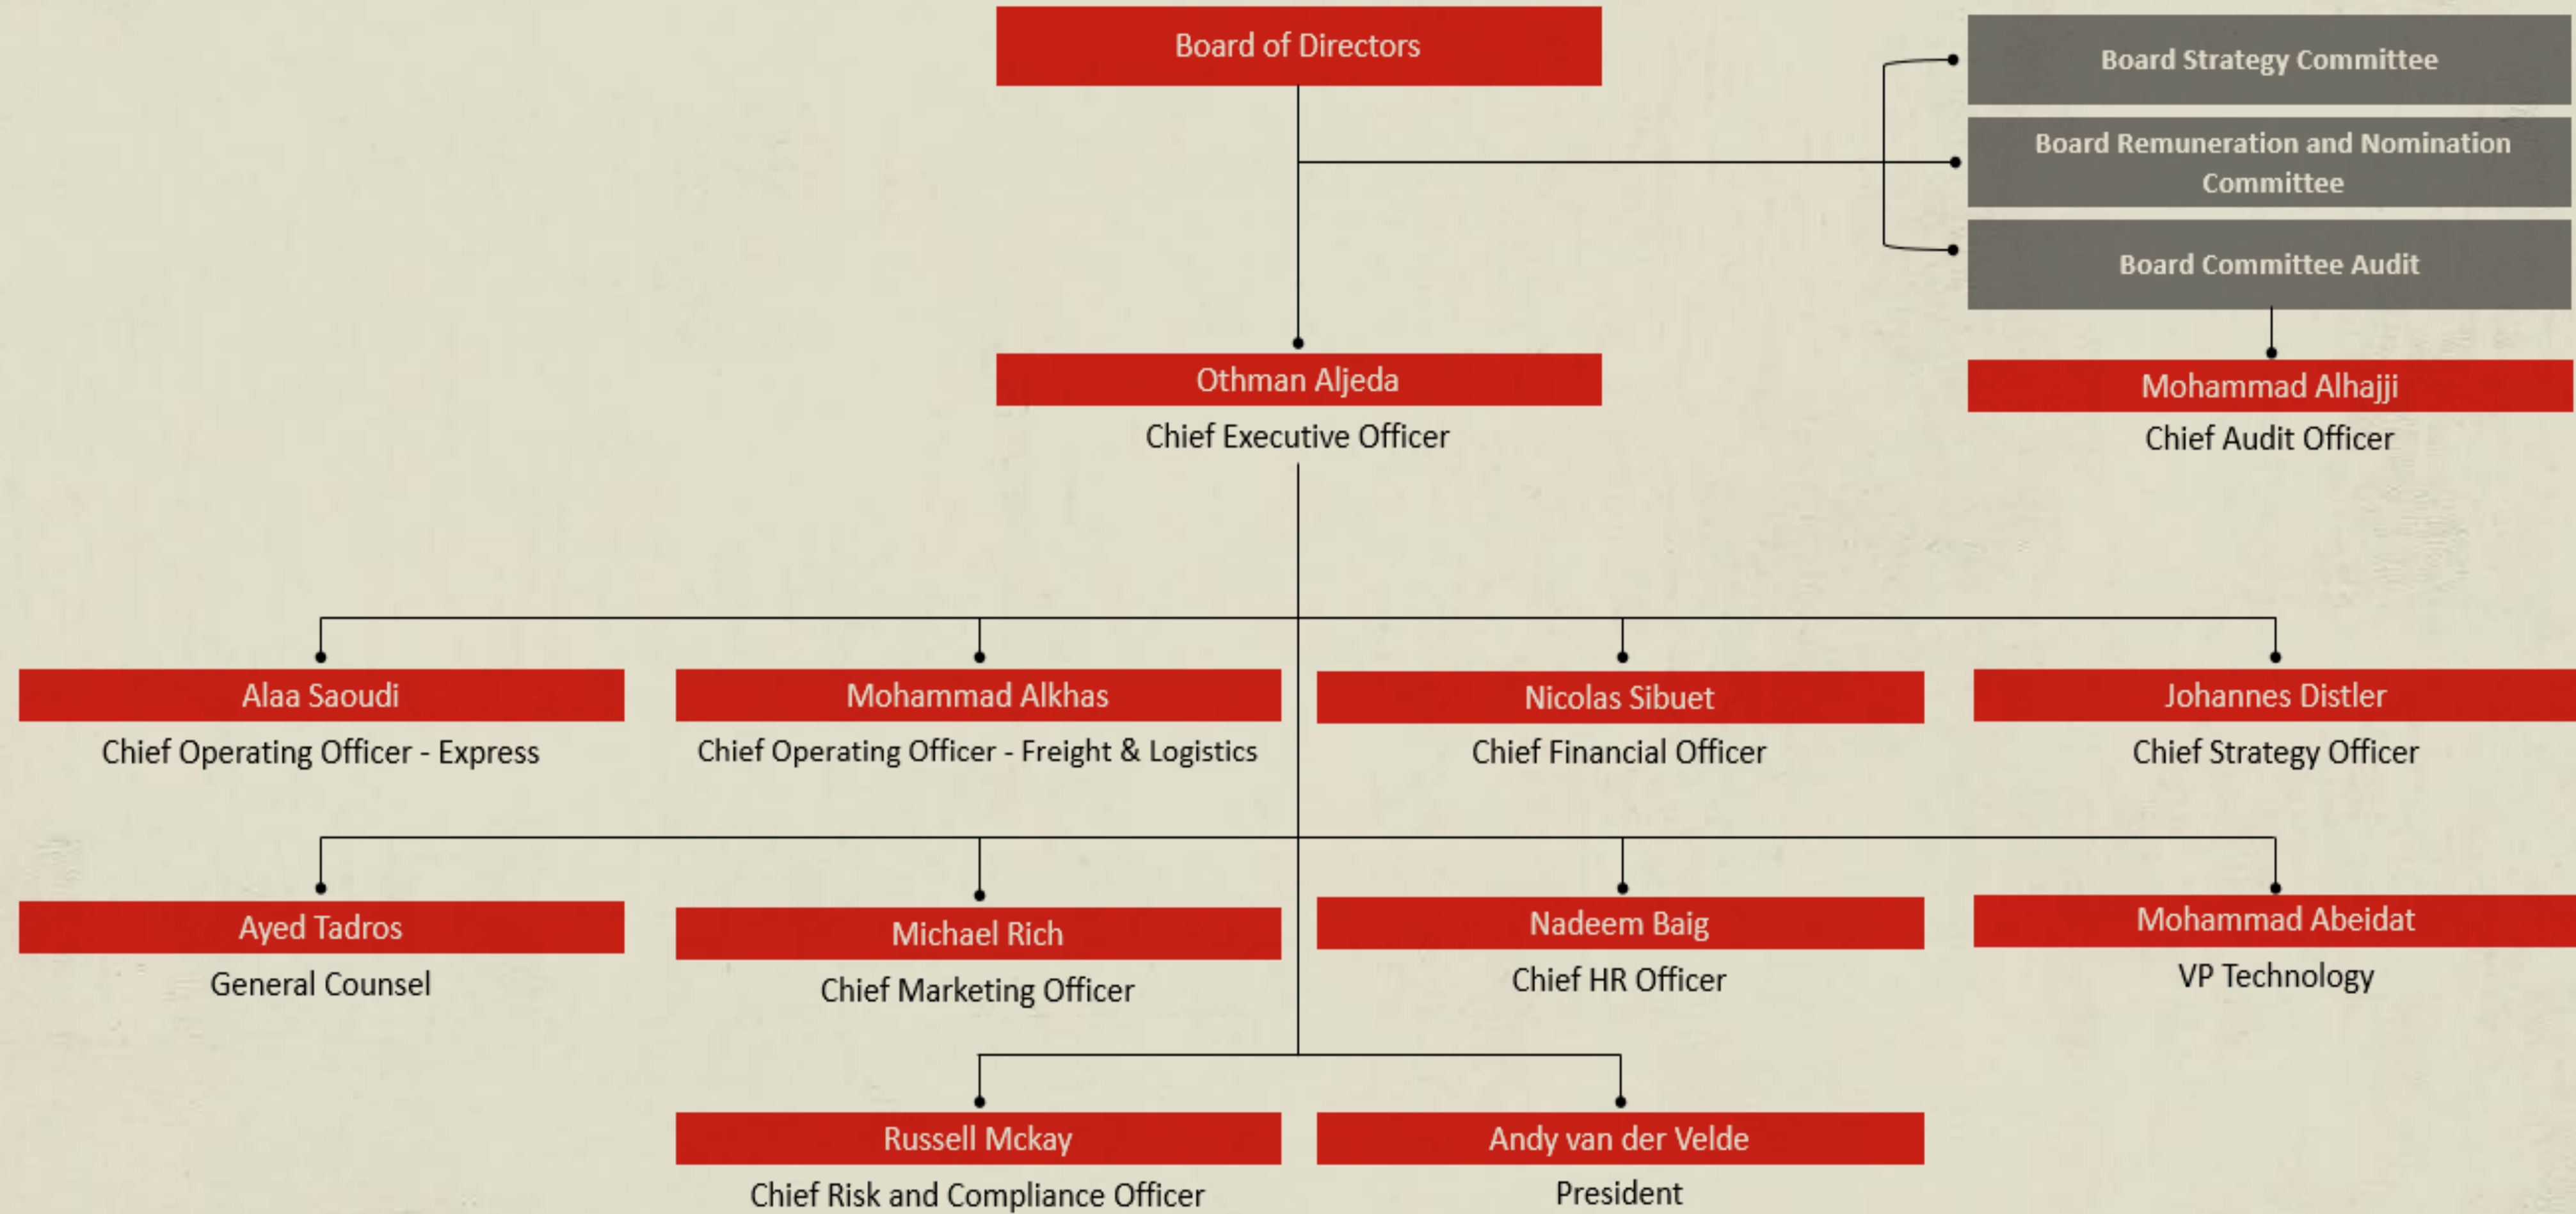 Board of Directors
Board Strategy Committee
Board Remuneration and Nomination
Committee
Board Committee Audit
Othman Aljeda
Chief Executive Officer
Mohammad Alhajji
Chief Audit Officer
Alaa Saoudi
Chief Operating Officer - Express
Mohammad Alkhas
Chief Operating Officer - Freight & Logistics
Nicolas Sibuet
Chief Financial Officer
Johannes Distler
Chief Strategy Officer
Ayed Tadros
General Counsel
Michael Rich
Chief Marketing Officer
Nadeem Baig
Chief HR Officer
Mohammad Abeidat
VP Technology
Russell Mckay
Chief Risk and Compliance Officer
Andy van der Velde
President